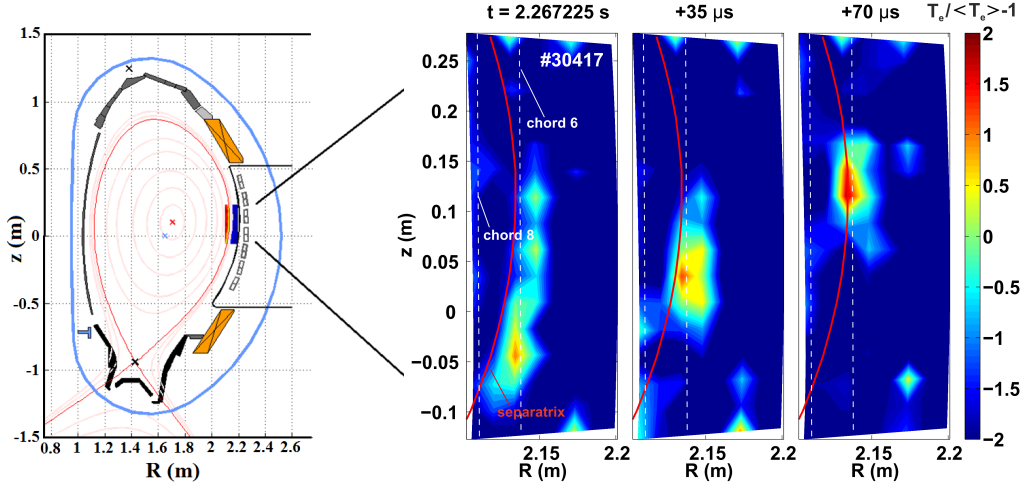 t = 2.267225 s
+35 µs
+70 µs
Te/<Te>-1
1.5
1
0.5
0
-0.5
-1
-1.5
z (m)
0.8 1 1.2 1.4 1.6 1.8 2 2.2 2.4 2.6
R (m)
0.25
0.2
0.15
0.1
0.05
0
−0.05
−0.1
z (m)
#30417
chord 6
chord 8
separatrix
2.15 2.2
R (m)
2.15 2.2
R (m)
2.15 2.2
R (m)
2
1.5
1
0.5
0
−0.5
−1
−1.5
−2